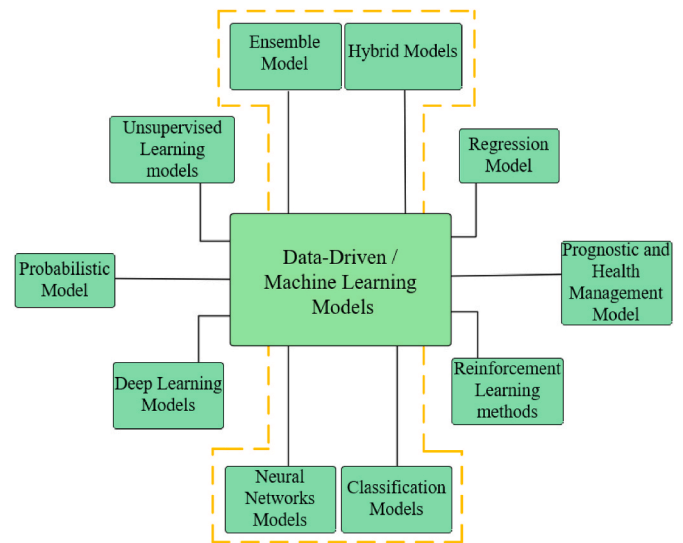 Ensemble
Model
Hybrid Models
Unsupervised
Learning
models
Regression
Model
Data-Driven /
Machine Learning
Models
Probabilistic
Model
Prognostic and
Health
Management
Model
Deep Learning
Models
Reinforcement
Learning
methods
Neural
Networks
Models
Classification
Models